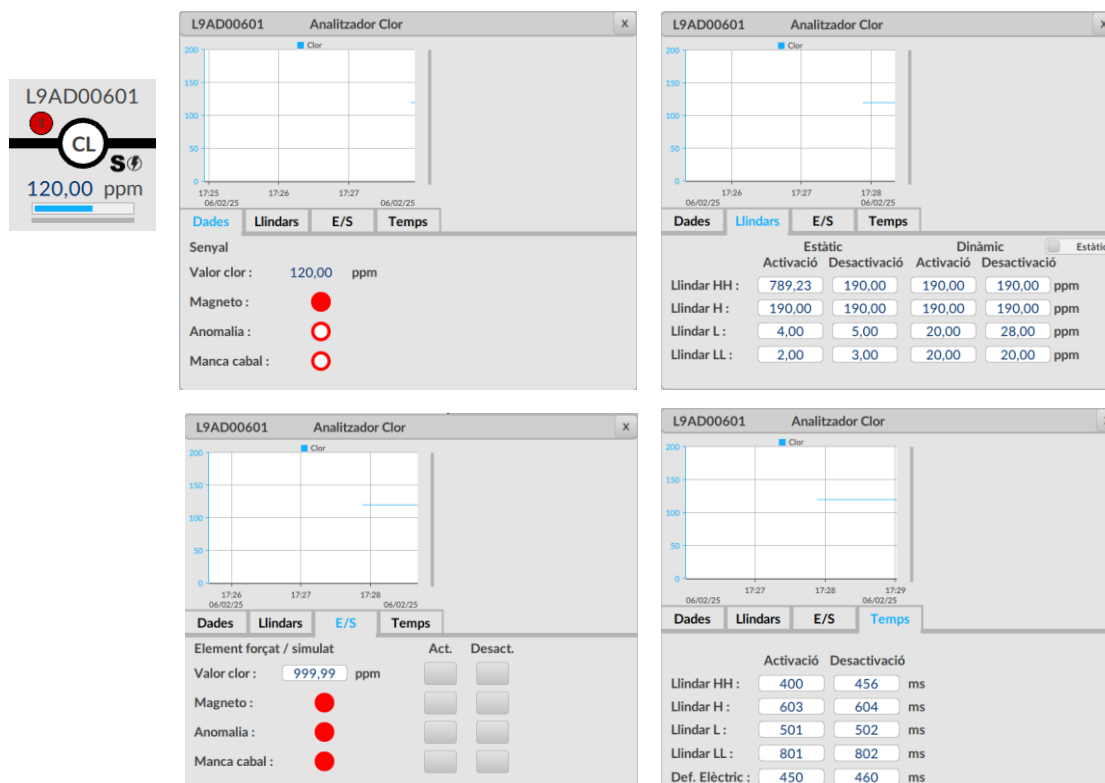 L9AD00601
CL
S
120,00 ppm
L9AD00601 Analitzador Clor X
Clor
200
150
100
50
0
17:25 17:26 17:27
06/02/25 06/02/25
Dades Llindars E/S Temps
Senyal
Valor clor : 120,00 ppm
Magneto :
Anomalia :
Manca cabal :
L9AD00601 Analitzador Clor X
Clor
200
150
100
50
0
17:26 17:27 17:28
06/02/25 06/02/25
Dades Llindars E/S Temps
Estàtic Dinàmic Estàtic
Activació Desactivació Activació Desactivació
Llindar HH : 789,23 190,00 190,00 190,00 ppm
Llindar H : 190,00 190,00 190,00 190,00 ppm
Llindar L : 4,00 5,00 20,00 28,00 ppm
Llindar LL : 2,00 3,00 20,00 20,00 ppm
L9AD00601 Analitzador Clor X
Clor
200
150
100
50
0
17:26 17:27 17:28
06/02/25 06/02/25
Dades Llindars E/S Temps
Element forçat / simulat Act. Desact.
Valor clor : 999,99 ppm
Magneto :
Anomalia :
Manca cabal :
L9AD00601 Analitzador Clor
Clor
200
150
100
50
0
17:27 17:28 17:29
06/02/25 06/02/25
Dades Llindars E/S Temps
Activació Desactivació
Llindar HH : 400 456 ms
Llindar H : 603 604 ms
Llindar L : 501 502 ms
Llindar LL : 801 802 ms
Def. Elèctric : 450 460 ms